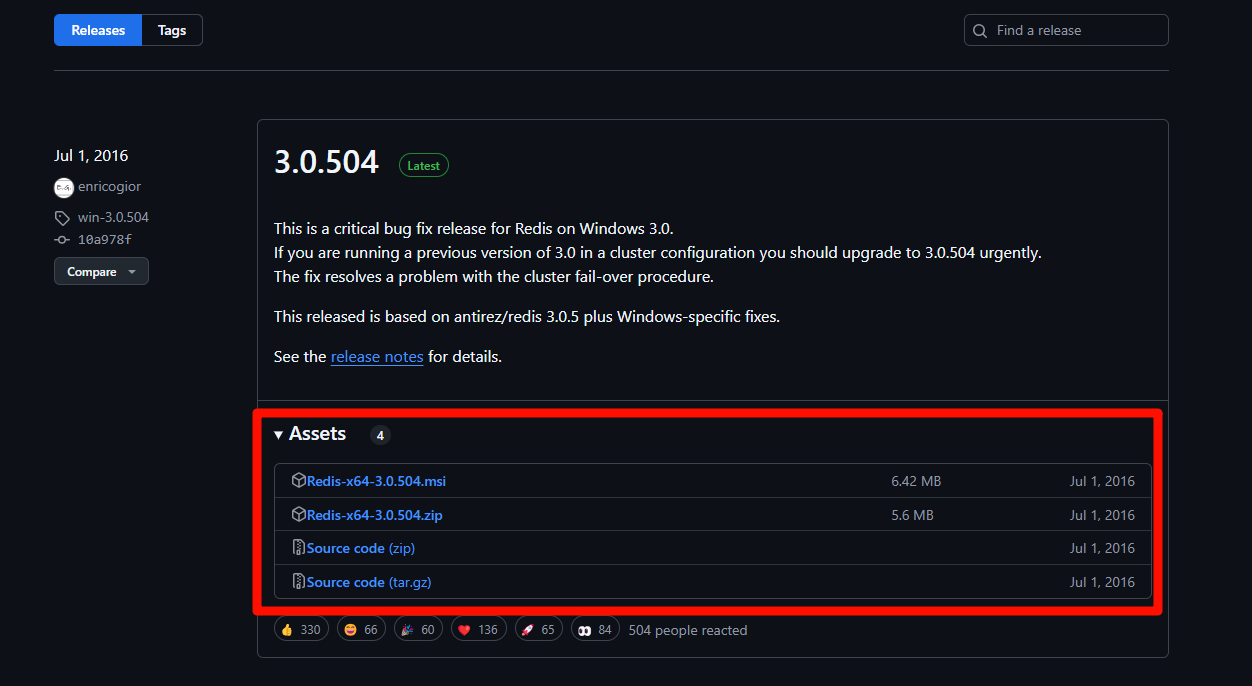 Releases
Tags
Find a release
Jul 1, 2016
enricogior
win-3.0.504
10a978f
Compare
3.0.504
Latest
This is a critical bug fix release for Redis on Windows 3.0.
If you are running a previous version of 3.0 in a cluster configuration you should upgrade to 3.0.504 urgently.
The fix resolves a problem with the cluster fail-over procedure.
This released is based on antirez/redis 3.0.5 plus Windows-specific fixes.
See the release notes for details.
Assets 4
Redis-x64-3.0.504.msi 6.42 MB Jul 1, 2016
Redis-x64-3.0.504.zip 5.6 MB Jul 1, 2016
Source code (zip) Jul 1, 2016
Source code (tar.gz) Jul 1, 2016
👍 330 😄 66 🎉 60 ❤️ 136 🚀 65 👀 84 504 people reacted